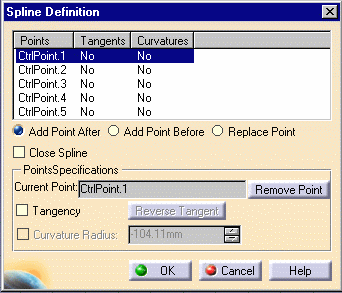 Spline Definition
Points Tangents Curvatures
CtrlPoint.1 No No
CtrlPoint.2 No No
CtrlPoint.3 No No
CtrlPoint.4 No No
CtrlPoint.5 No No
Add Point After Add Point Before Replace Point
Close Spline
PointsSpecifications
Current Point: CtrlPoint.1 Remove Point
Tangency Reverse Tangent
Curvature Radius: -104.11mm
OK Cancel Help